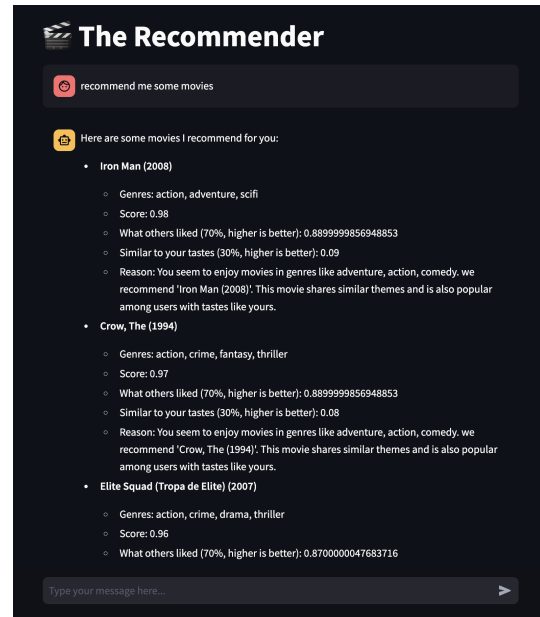 The Recommender
recommend me some movies
Here are some movies I recommend for you:
• Iron Man (2008)
◦ Genres: action, adventure, scifi
◦ Score: 0.98
◦ What others liked (70%, higher is better): 0.8899999856948853
◦ Similar to your tastes (30%, higher is better): 0.09
◦ Reason: You seem to enjoy movies in genres like adventure, action, comedy. we
recommend 'Iron Man (2008)'. This movie shares similar themes and is also popular
among users with tastes like yours.
• Crow, The (1994)
◦ Genres: action, crime, fantasy, thriller
◦ Score: 0.97
◦ What others liked (70%, higher is better): 0.8899999856948853
◦ Similar to your tastes (30%, higher is better): 0.08
◦ Reason: You seem to enjoy movies in genres like adventure, action, comedy. we
recommend 'Crow, The (1994)'. This movie shares similar themes and is also popular
among users with tastes like yours.
• Elite Squad (Tropa de Elite) (2007)
◦ Genres: action, crime, drama, thriller
◦ Score: 0.96
◦ What others liked (70%, higher is better): 0.8700000047683716
Type your message here...